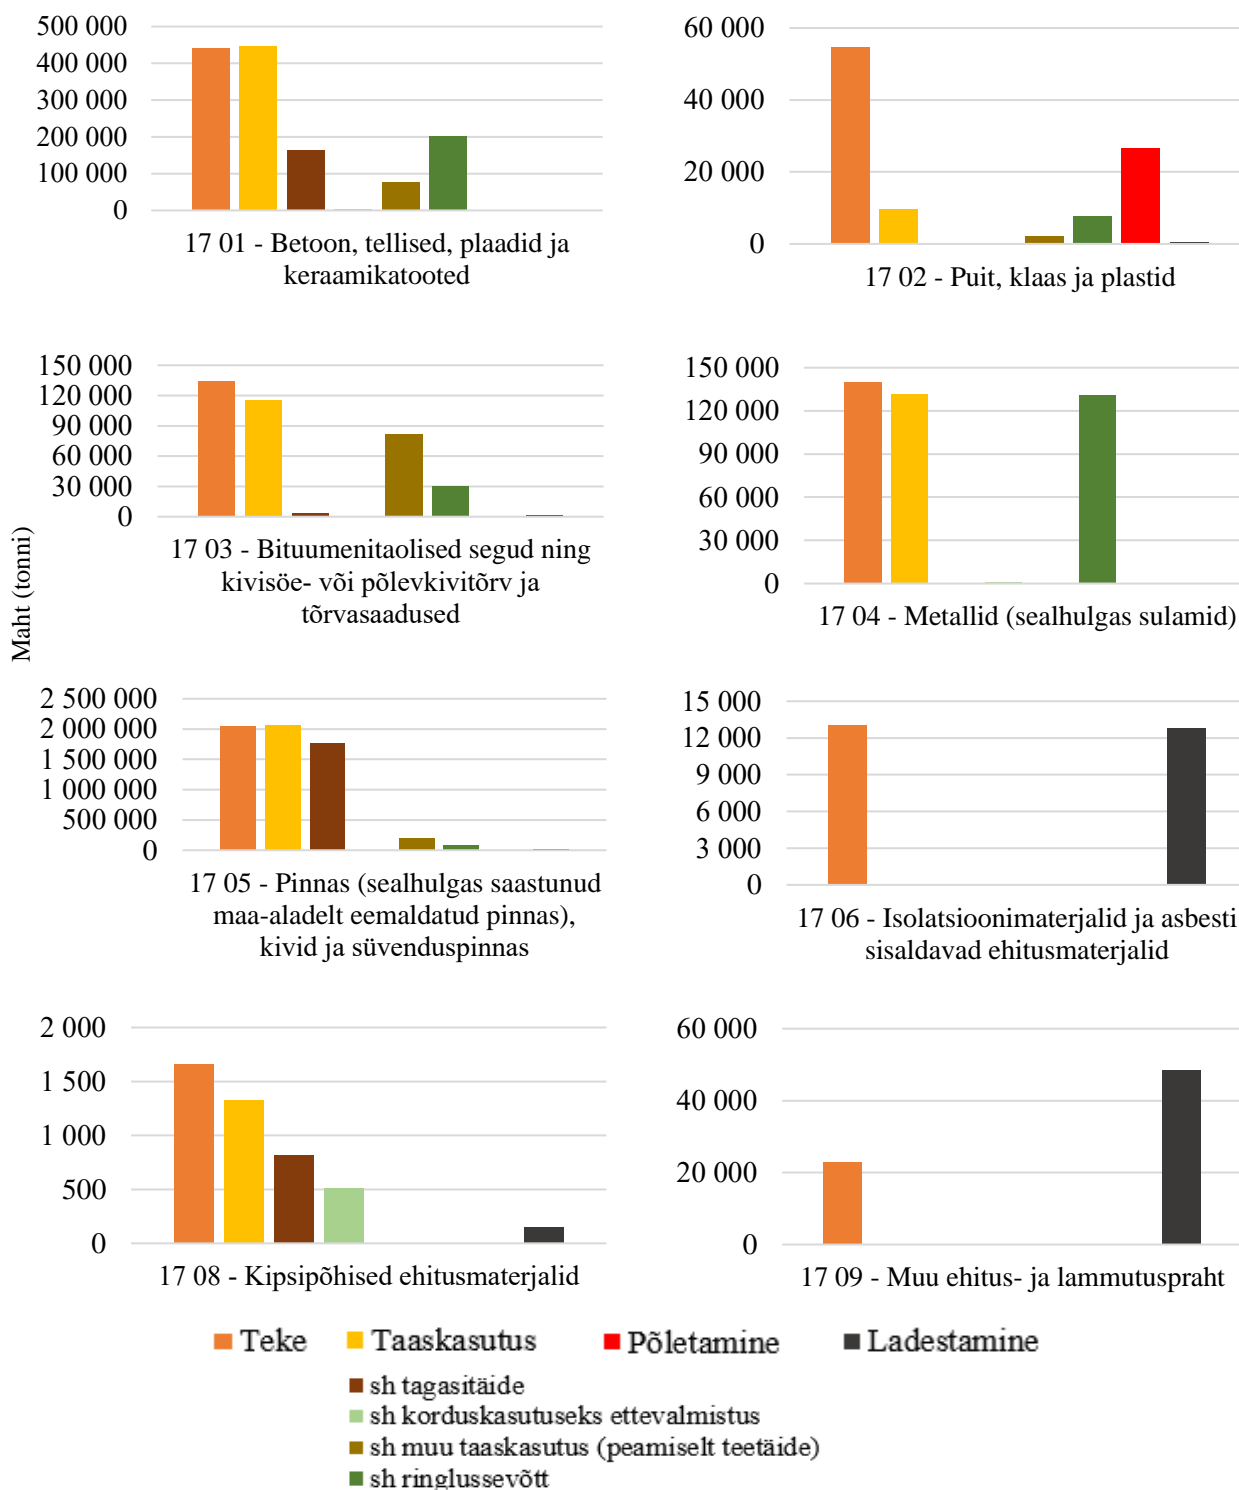 Maht (tonni)
500 000
400 000
300 000
200 000
100 000
0
17 01 - Betoon, tellised, plaadid ja
keraamikatooted
60 000
40 000
20 000
0
17 02 - Puit, klaas ja plastid
150 000
120 000
90 000
60 000
30 000
0
17 03 - Bituumenitaolised segud ning
kivisöe- või põlevkivitõrv ja
tõrvasaadused
150 000
120 000
90 000
60 000
30 000
0
17 04 - Metallid (sealhulgas sulamid)
2 500 000
2 000 000
1 500 000
1 000 000
500 000
0
17 05 - Pinnas (sealhulgas saastunud
maa-aladelt eemaldatud pinnas),
kivid ja süvenduspinnas
15 000
12 000
9 000
6 000
3 000
0
17 06 - Isolatsioonimaterjalid ja asbesti
sisaldavad ehitusmaterjalid
2 000
1 500
1 000
500
0
17 08 - Kipsipõhised ehitusmaterjalid
60 000
40 000
20 000
0
17 09 - Muu ehitus- ja lammutuspraht
Teke Taaskasutus Põletamine Ladestamine
sh tagasitäide
sh korduskasutuseks ettevalmistus
sh muu taaskasutus (peamiselt teetäide)
sh ringlussevõtt